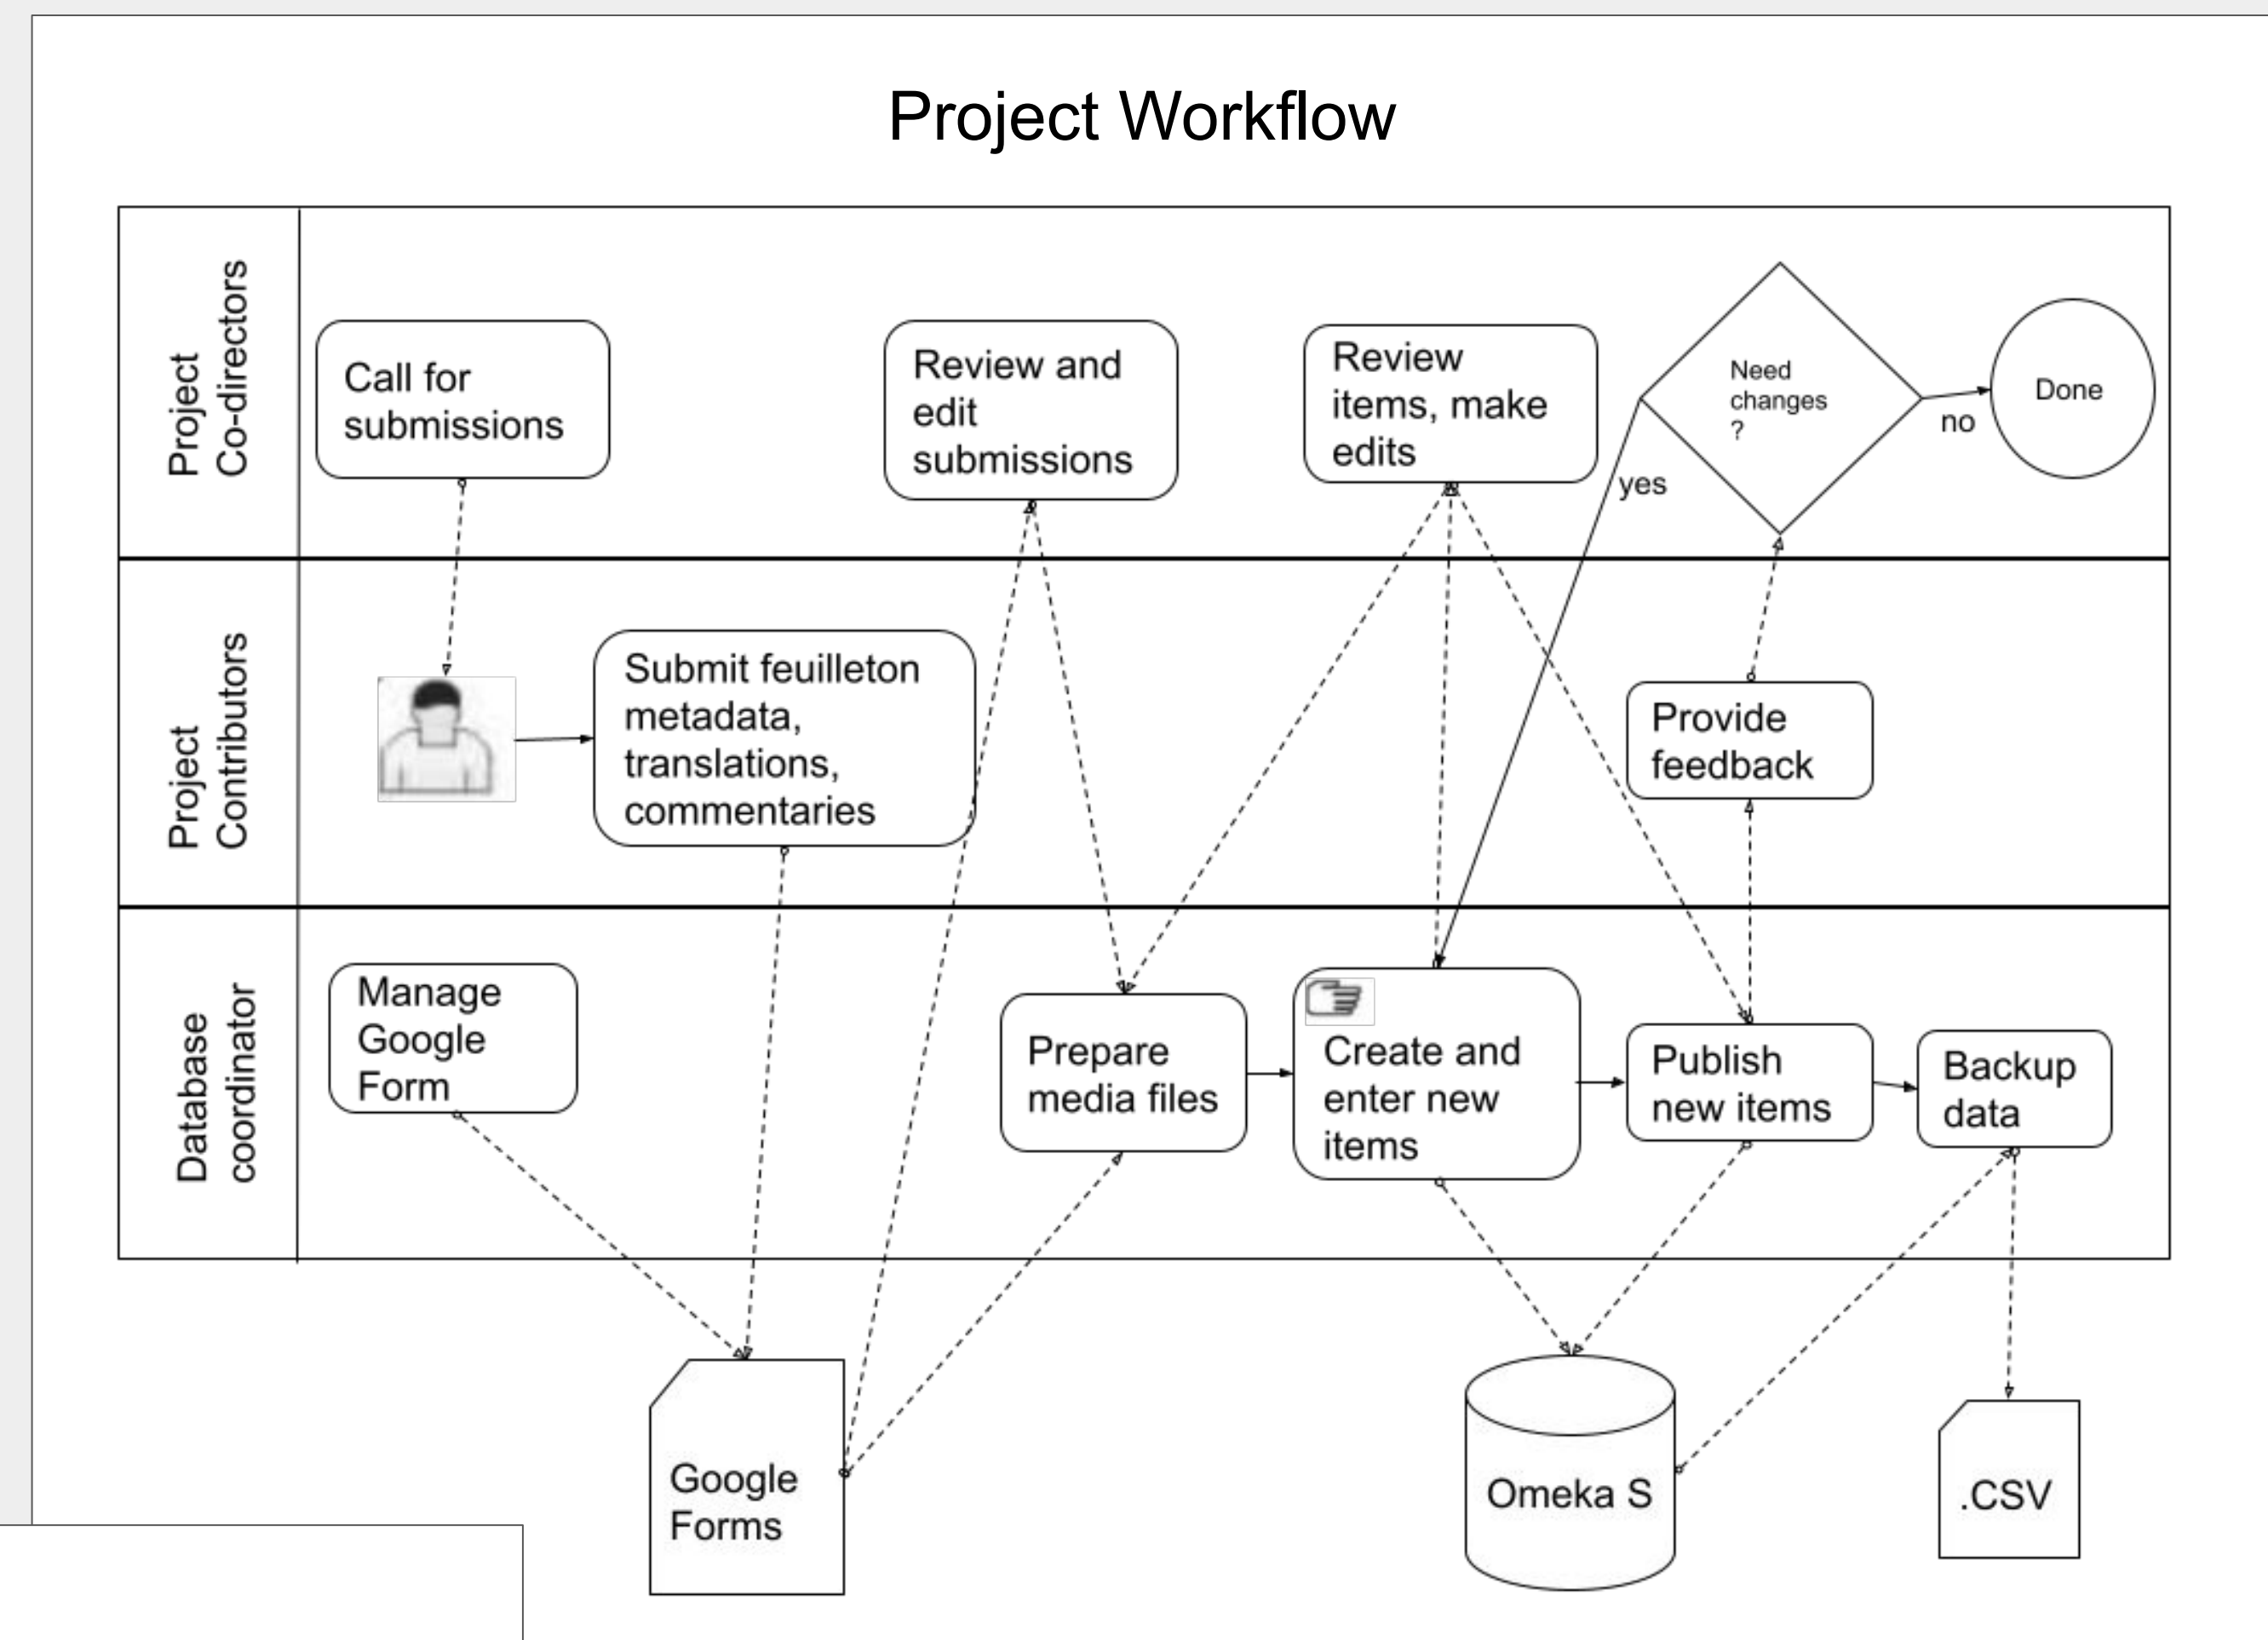 Project Workflow
Project
Co-directors
Call for
submissions
Review and
edit
submissions
Review
items, make
edits
Need
changes
?
yes
no
Done
Project
Contributors
Submit feuilleton
metadata,
translations,
commentaries
Provide
feedback
Database
coordinator
Manage
Google
Form
Prepare
media files
Create and
enter new
items
Publish
new items
Backup
data
Google
Forms
Omeka S
.CSV